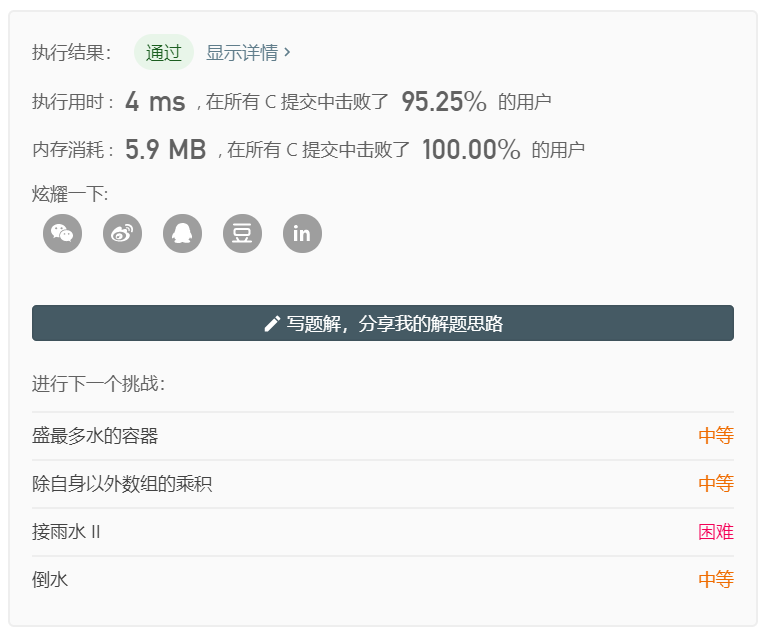 执行结果： 通过 显示详情 ›
执行用时 : 4 ms , 在所有 C 提交中击败了 95.25% 的用户
内存消耗 : 5.9 MB , 在所有 C 提交中击败了 100.00% 的用户
炫耀一下:
豆 in
写题解，分享我的解题思路
进行下一个挑战：
盛最多水的容器 中等
除自身以外数组的乘积 中等
接雨水 II 困难
倒水 中等